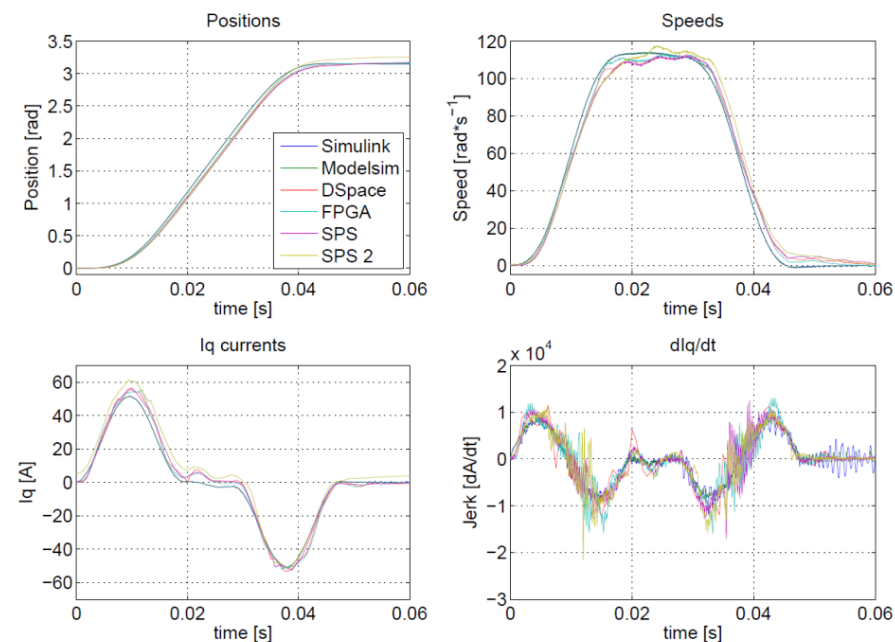 Positions
3.5
3
2.5
2
1.5
1
0.5
0
Position [rad]
Simulink
Modelsim
DSpace
FPGA
SPS
SPS 2
0 0.02 0.04 0.06
time [s]
Speeds
120
100
80
60
40
20
0
Speed [rad*s⁻¹]
0 0.02 0.04 0.06
time [s]
Iq currents
60
40
20
0
−20
−40
−60
Iq [A]
0 0.02 0.04 0.06
time [s]
dIq/dt
x 10⁴
2
1
0
−1
−2
−3
Jerk [dA/dt]
0 0.02 0.04 0.06
time [s]